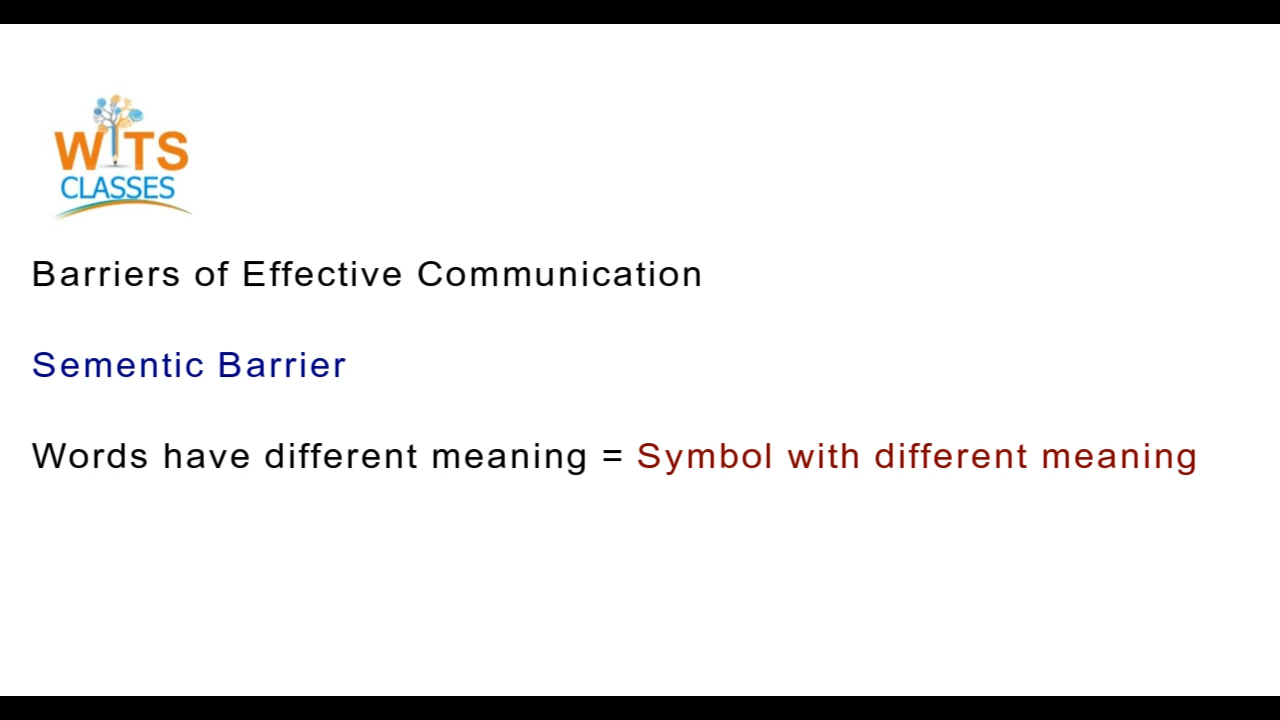 WITS
CLASSES
Barriers of Effective Communication
Sementic Barrier
Words have different meaning = Symbol with different meaning